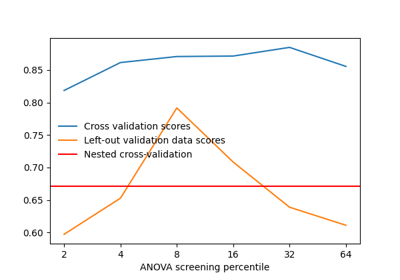 0.85
0.80
0.75
0.70
0.65
0.60
Cross validation scores
Left-out validation data scores
Nested cross-validation
2 4 8 16 32 64
ANOVA screening percentile